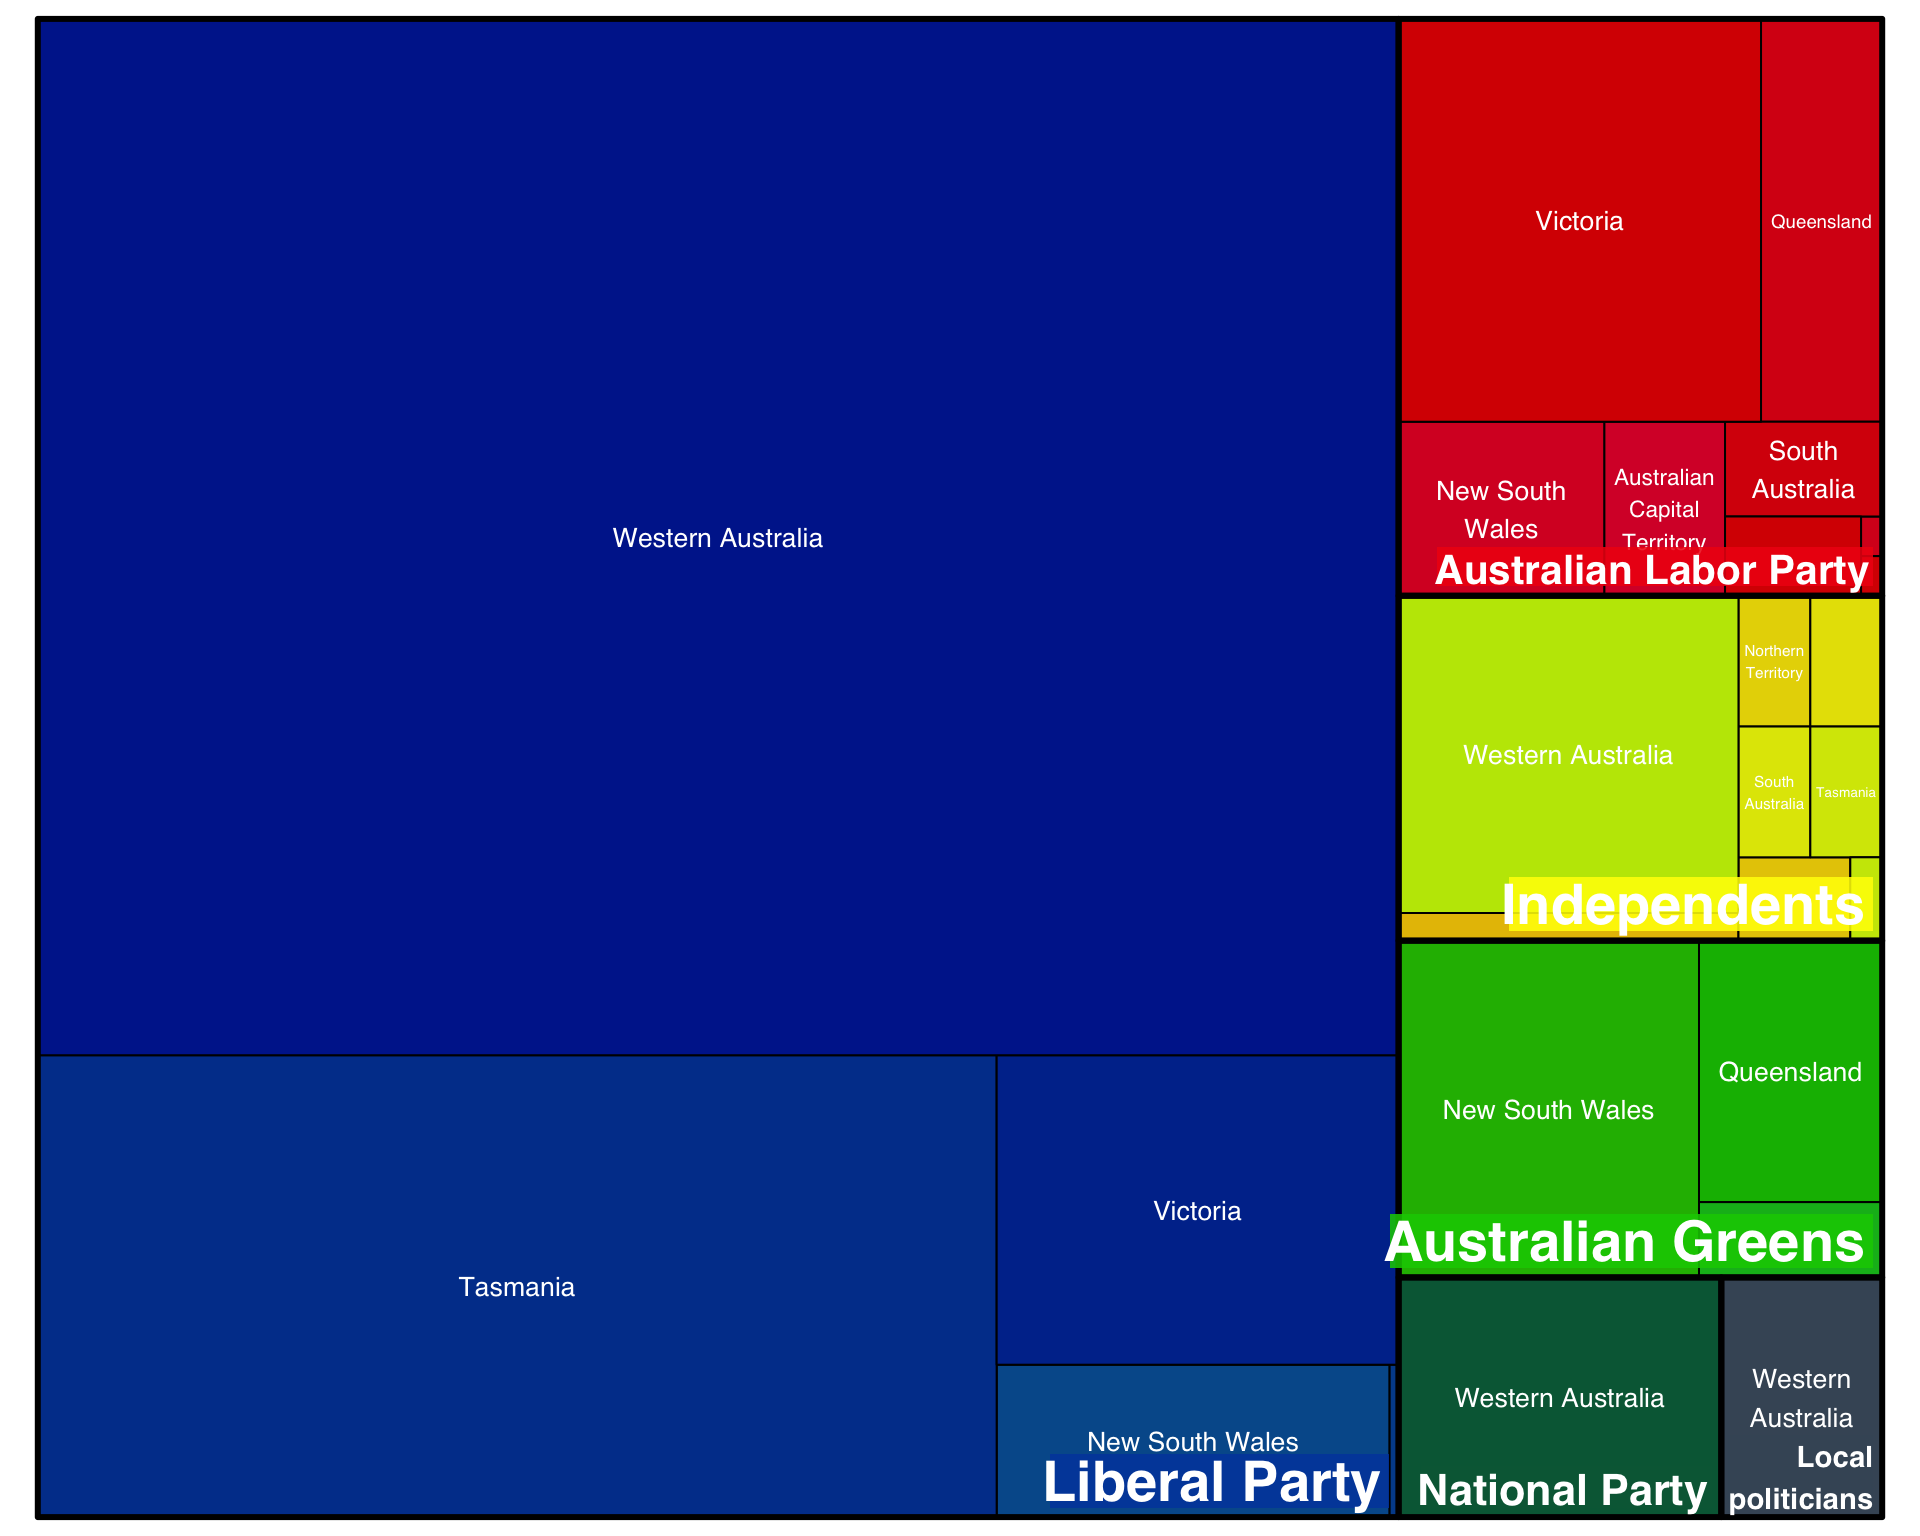 Western Australia
Tasmania
Victoria
New South Wales
Liberal Party
Victoria
Queensland
New South
Wales
Australian
Capital
Territory
South
Australia
Australian Labor Party
Western Australia
Northern
Territory
South
Australia
Tasmania
Independents
New South Wales
Queensland
Australian Greens
Western Australia
National Party
Western
Australia
Local
politicians